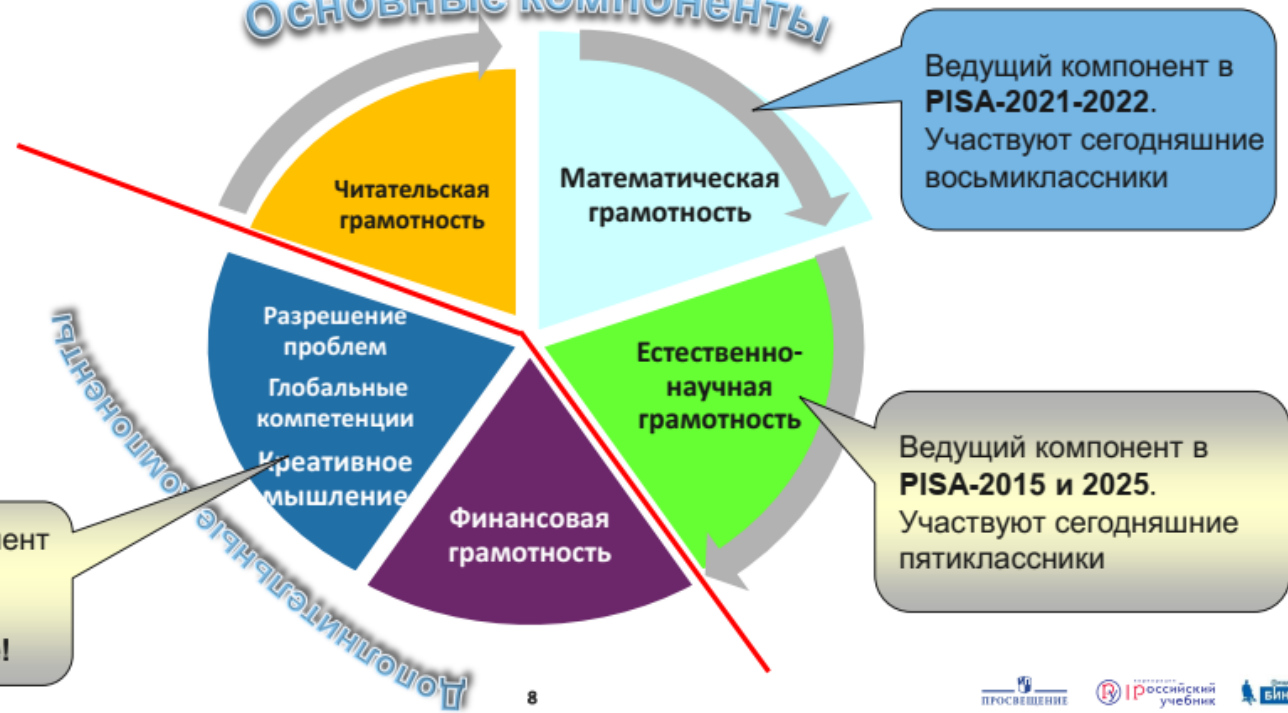 Основные компоненты
Ведущий компонент в
PISA-2021-2022.
Участвуют сегодняшние
восьмиклассники
Читательская
грамотность
Математическая
грамотность
Разрешение
проблем
Глобальные
компетенции
Креативное
мышление
Естественно-
научная
грамотность
Финансовая
грамотность
Ведущий компонент в
PISA-2015 и 2025.
Участвуют сегодняшние
пятиклассники
Дополнительные компоненты
8
ПРОСВЕЩЕНИЕ
российский
учебник